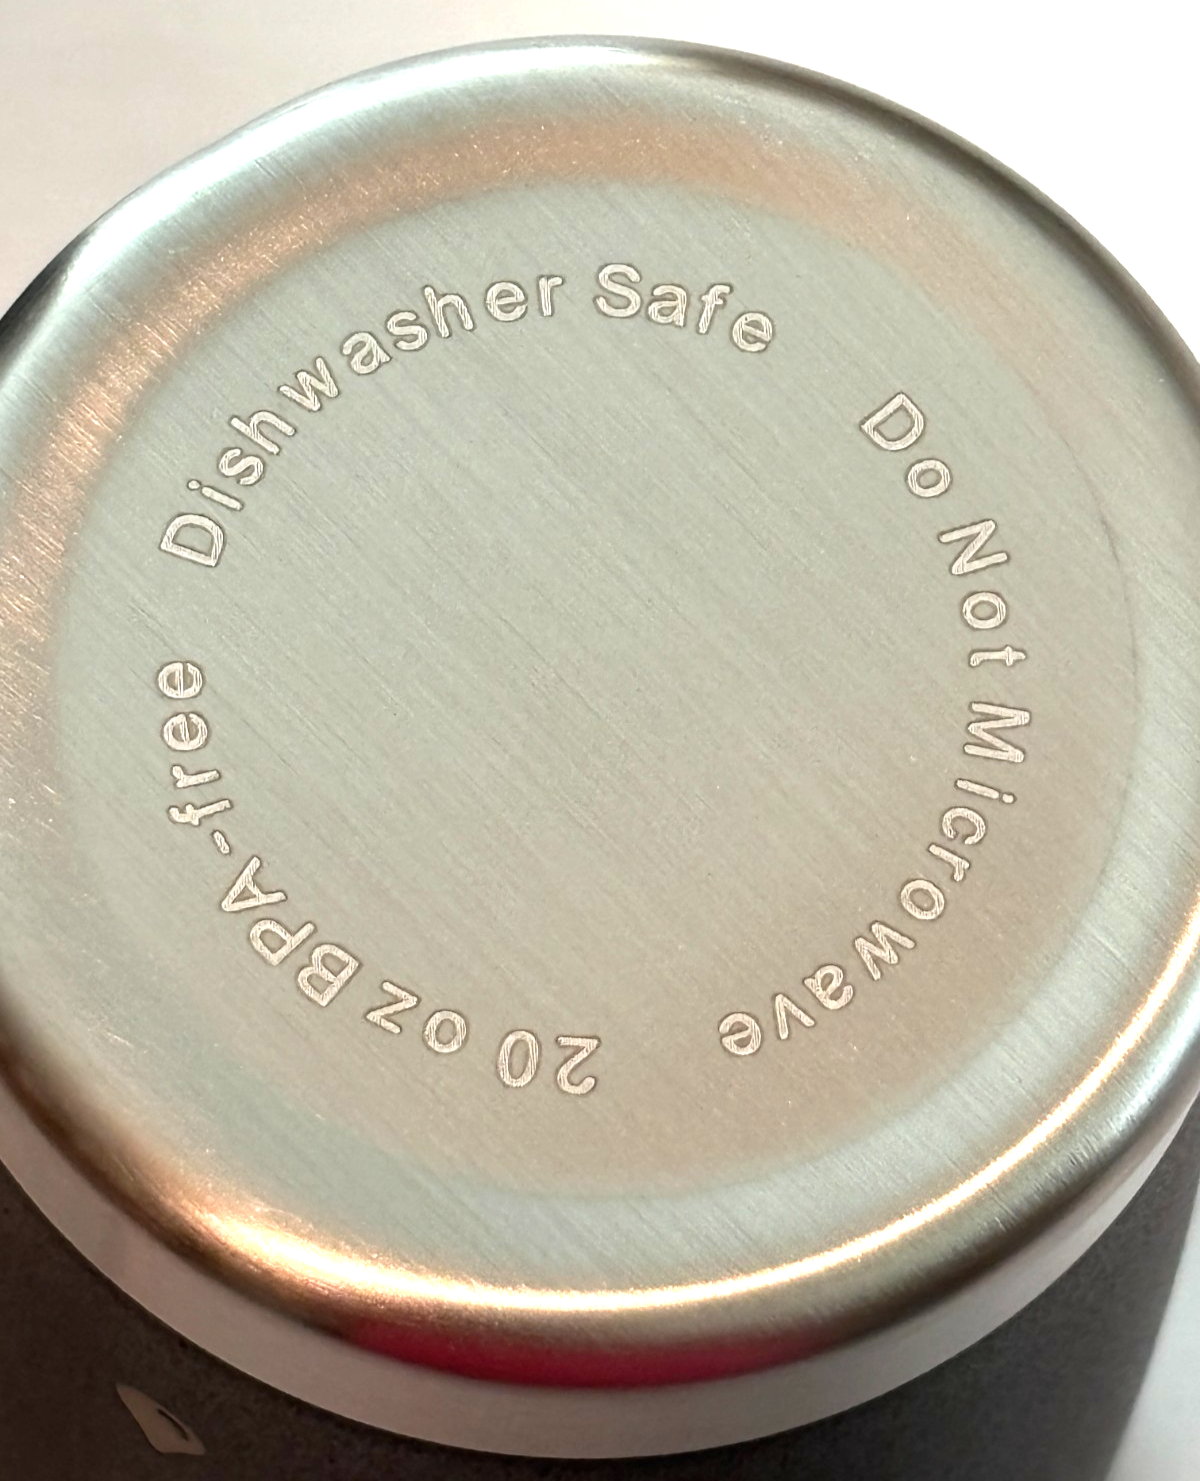 Dishwasher Safe
Do Not Microwave
20 oz BPA-free